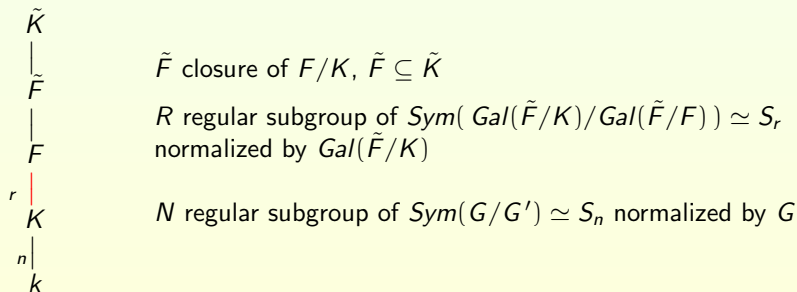 K̃
F̃
F̃ closure of F/K, F̃ ⊆ K̃
R regular subgroup of Sym( Gal(F̃/K)/Gal(F̃/F) ) ≃ S_r
normalized by Gal(F̃/K)
F
r
K
N regular subgroup of Sym(G/G′) ≃ S_n normalized by G
n
k